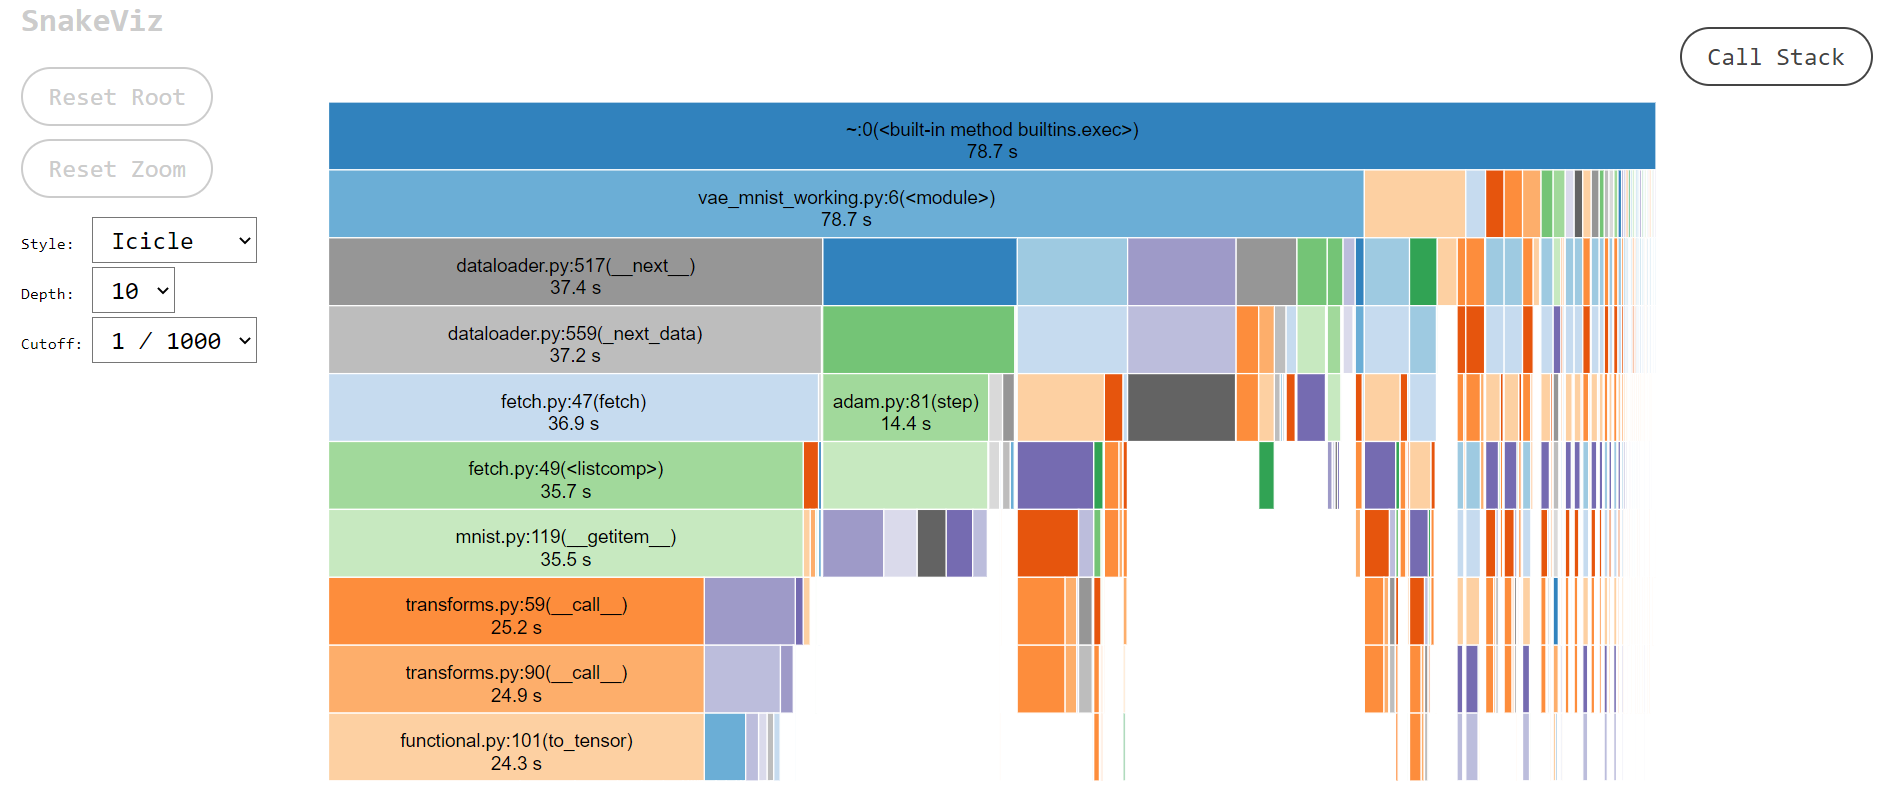 SnakeViz
Call Stack
Reset Root
Reset Zoom
Style: Icicle
Depth: 10
Cutoff: 1 / 1000
~:0(<built-in method builtins.exec>)
78.7 s
vae_mnist_working.py:6(<module>)
78.7 s
dataloader.py:517(__next__)
37.4 s
dataloader.py:559(_next_data)
37.2 s
fetch.py:47(fetch)
36.9 s
adam.py:81(step)
14.4 s
fetch.py:49(<listcomp>)
35.7 s
mnist.py:119(__getitem__)
35.5 s
transforms.py:59(__call__)
25.2 s
transforms.py:90(__call__)
24.9 s
functional.py:101(to_tensor)
24.3 s